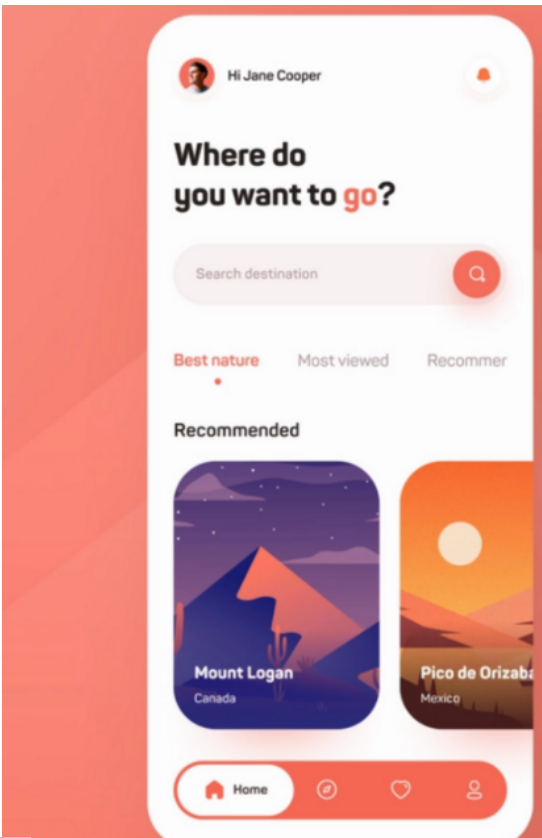 Hi Jane Cooper
Where do
you want to go?
Search destination
Best nature Most viewed Recommer
Recommended
Mount Logan
Canada
Pico de Orizaba
Mexico
Home